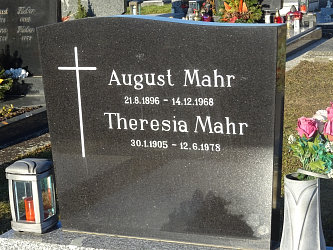 August Mahr
21.8.1896 - 14.12.1968
Theresia Mahr
30.1.1905 - 12.6.1978